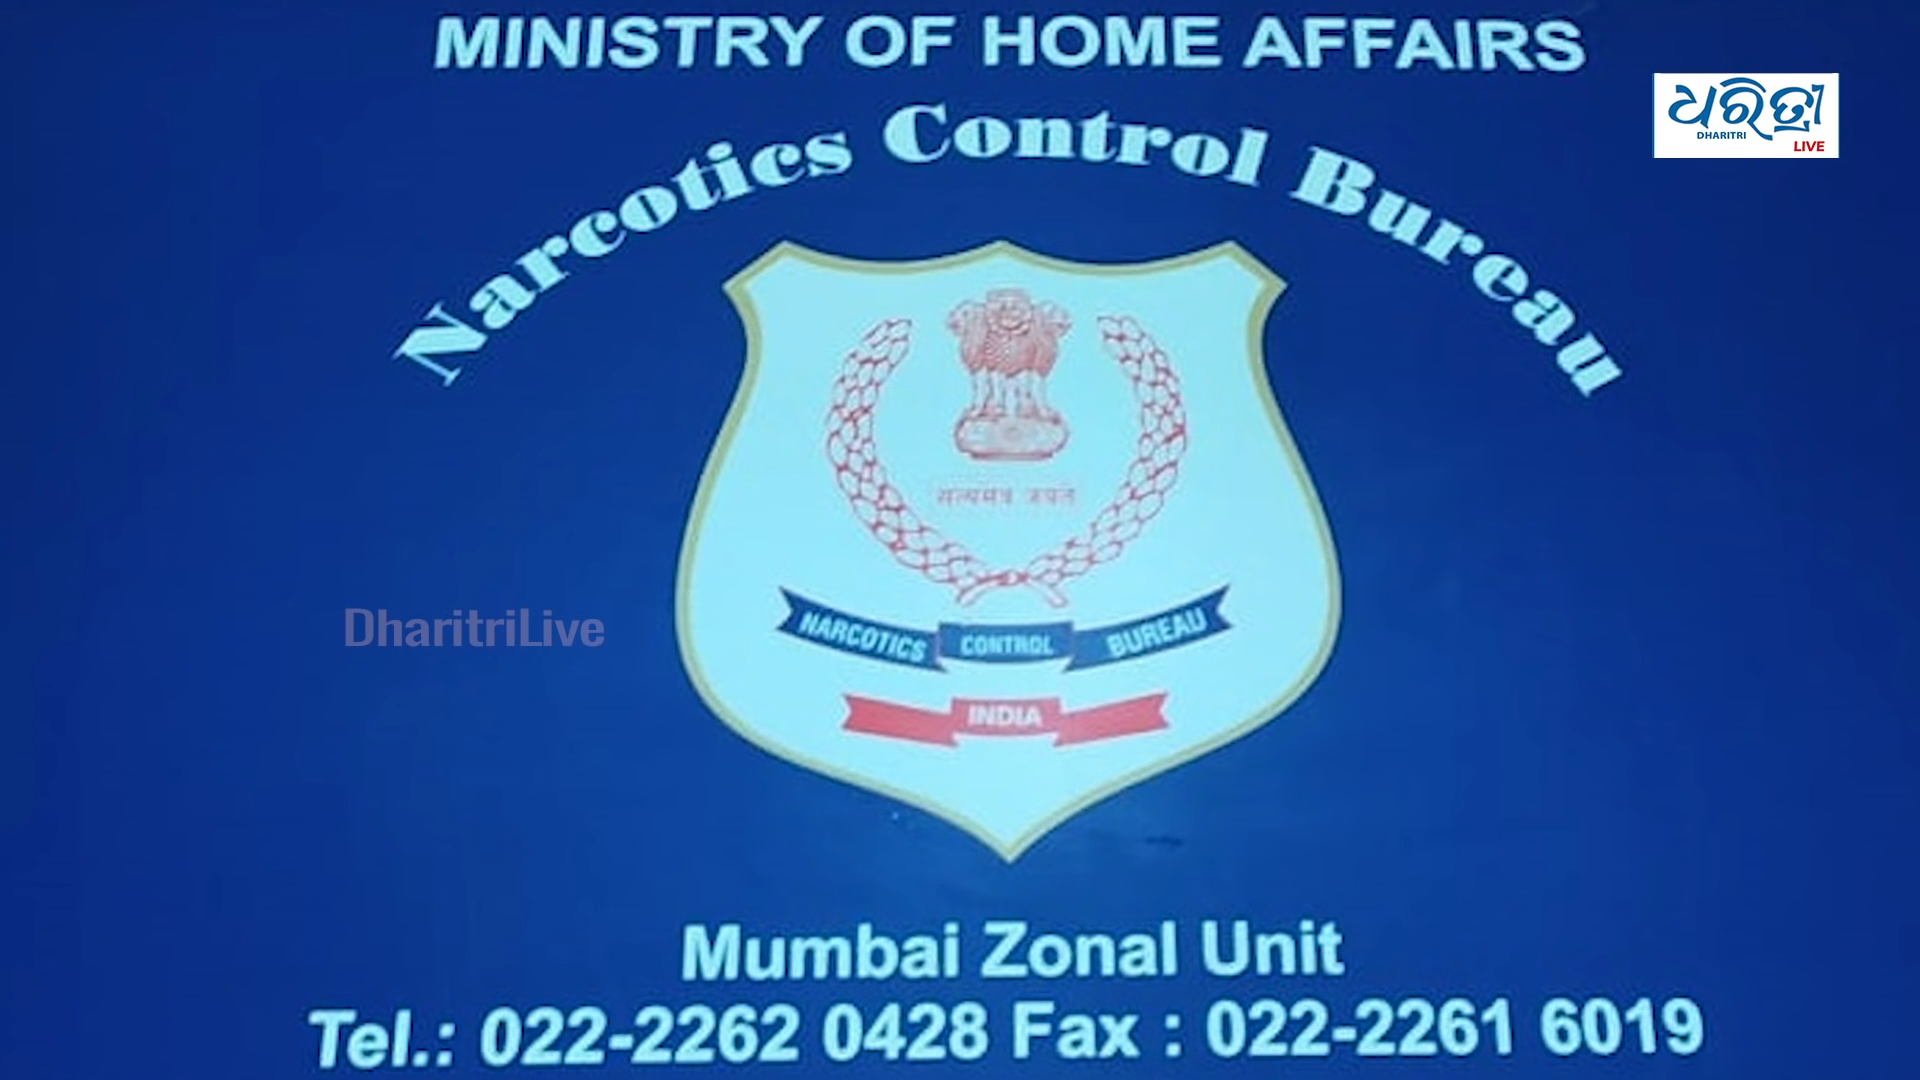 MINISTRY OF HOME AFFAIRS
ଧରିତ୍ରୀ
DHARITRI
LIVE
Narcotics Control Bureau
सत्यमेव जयते
DharitriLive
NARCOTICS CONTROL BUREAU
INDIA
Mumbai Zonal Unit
Tel.: 022-2262 0428 Fax : 022-2261 6019